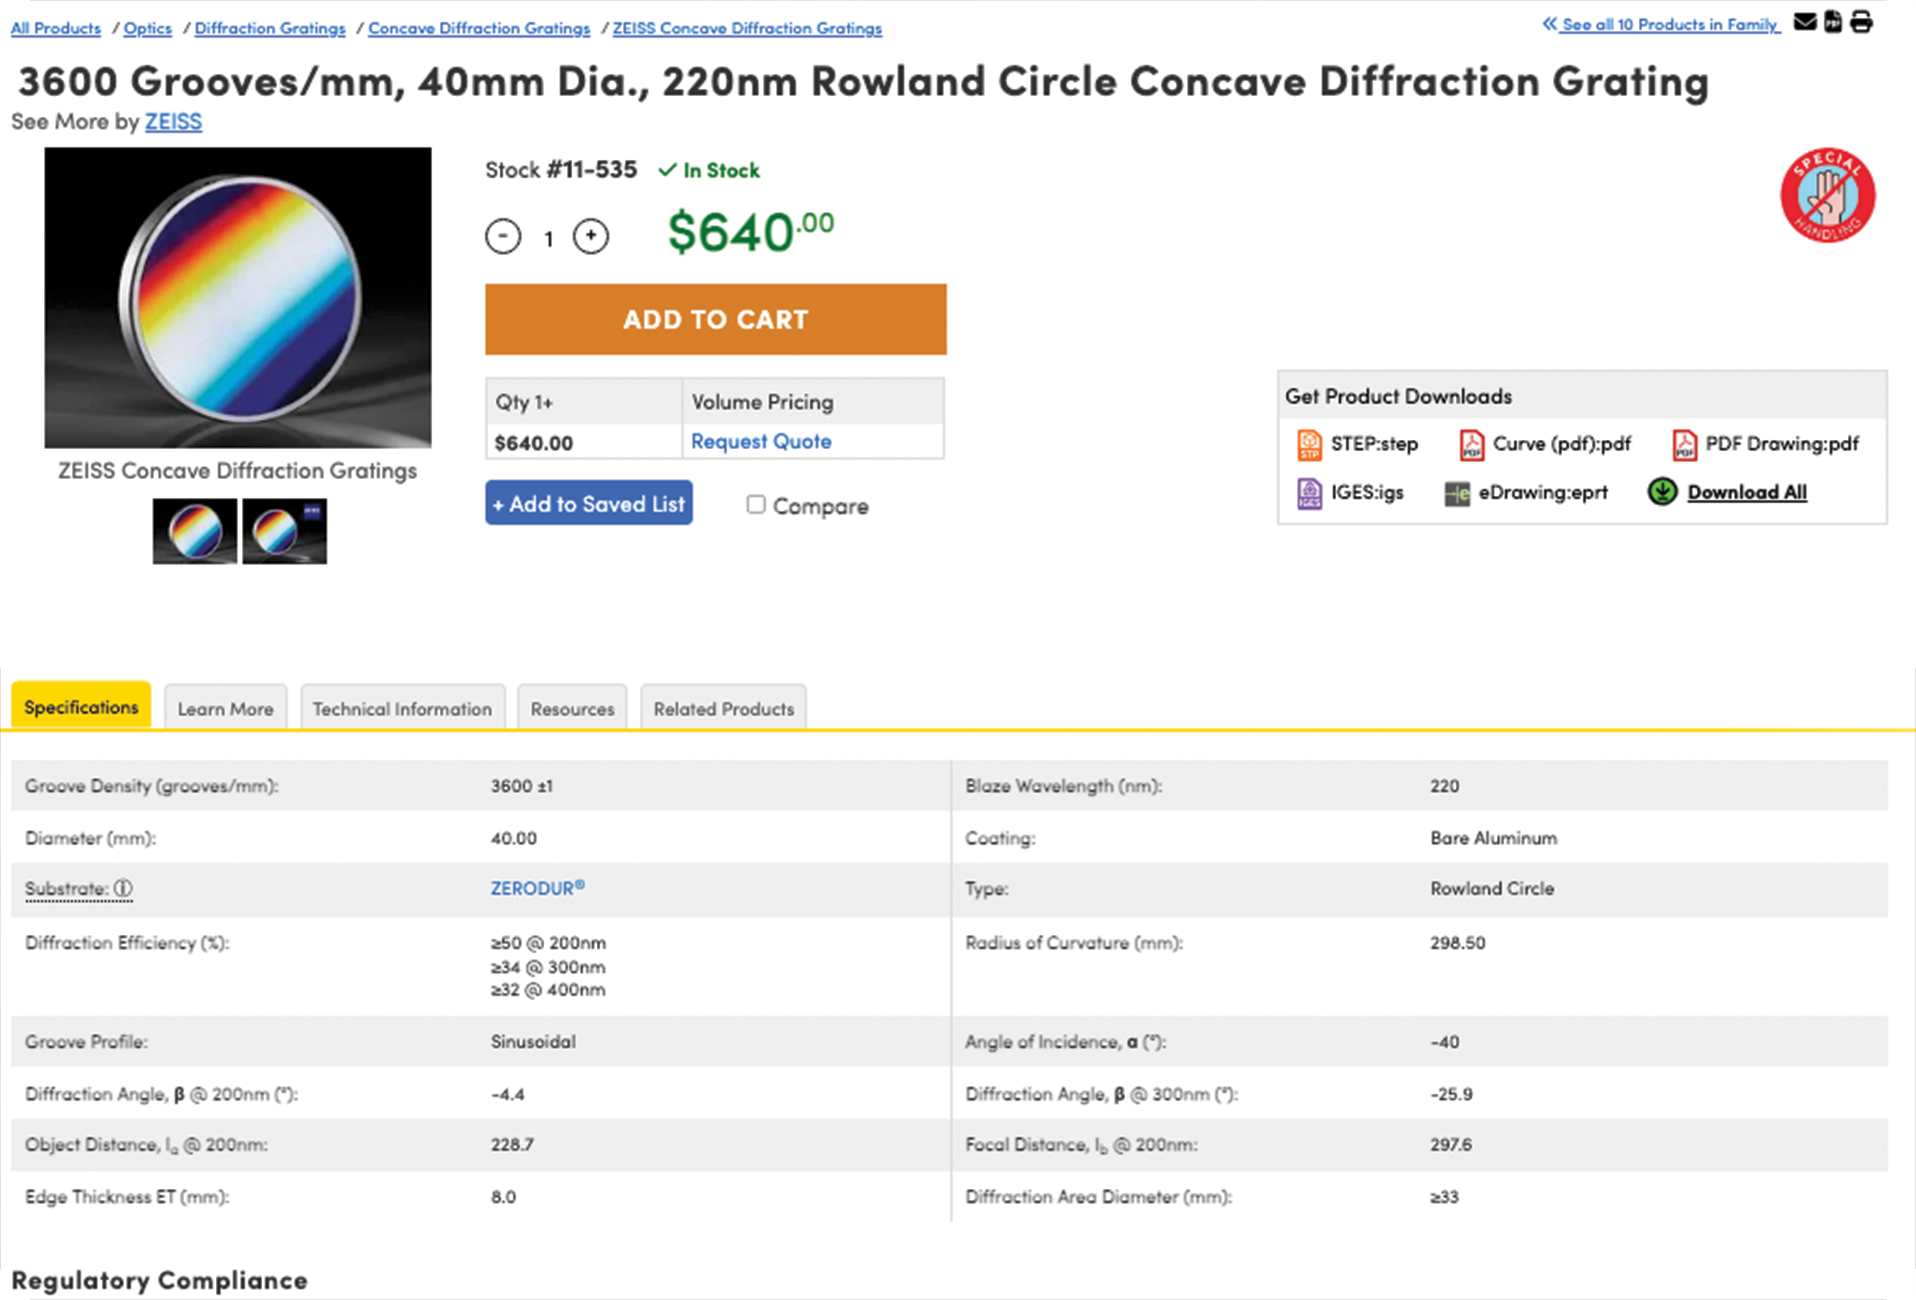 All Products / Optics / Diffraction Gratings / Concave Diffraction Gratings / ZEISS Concave Diffraction Gratings
See all 10 Products in Family
3600 Grooves/mm, 40mm Dia., 220nm Rowland Circle Concave Diffraction Grating
See More by ZEISS
Stock #11-535 In Stock
SPECIAL HANDLING
- 1 + $640.00
ADD TO CART
Qty 1+ Volume Pricing
$640.00 Request Quote
+ Add to Saved List Compare
Get Product Downloads
STEP:step Curve (pdf):pdf PDF Drawing:pdf
IGES:igs eDrawing:eprt Download All
ZEISS Concave Diffraction Gratings
Specifications Learn More Technical Information Resources Related Products
Groove Density (grooves/mm): 3600 ±1 Blaze Wavelength (nm): 220
Diameter (mm): 40.00 Coating: Bare Aluminum
Substrate: ZERODUR® Type: Rowland Circle
Diffraction Efficiency (%): ≥50 @ 200nm Radius of Curvature (mm): 298.50
≥34 @ 300nm
≥32 @ 400nm
Groove Profile: Sinusoidal Angle of Incidence, α (°): -40
Diffraction Angle, β @ 200nm (°): -4.4 Diffraction Angle, β @ 300nm (°): -25.9
Object Distance, la @ 200nm: 228.7 Focal Distance, lb @ 200nm: 297.6
Edge Thickness ET (mm): 8.0 Diffraction Area Diameter (mm): ≥33
Regulatory Compliance